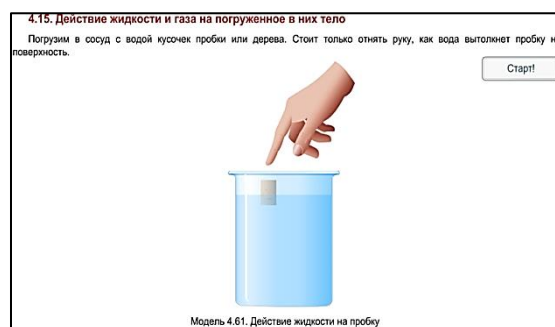 4.15. Действие жидкости и газа на погруженное в них тело
Погрузим в сосуд с водой кусочек пробки или дерева. Стоит только отнять руку, как вода вытолкнет пробку н
поверхность.
Старт!
Модель 4.61. Действие жидкости на пробку